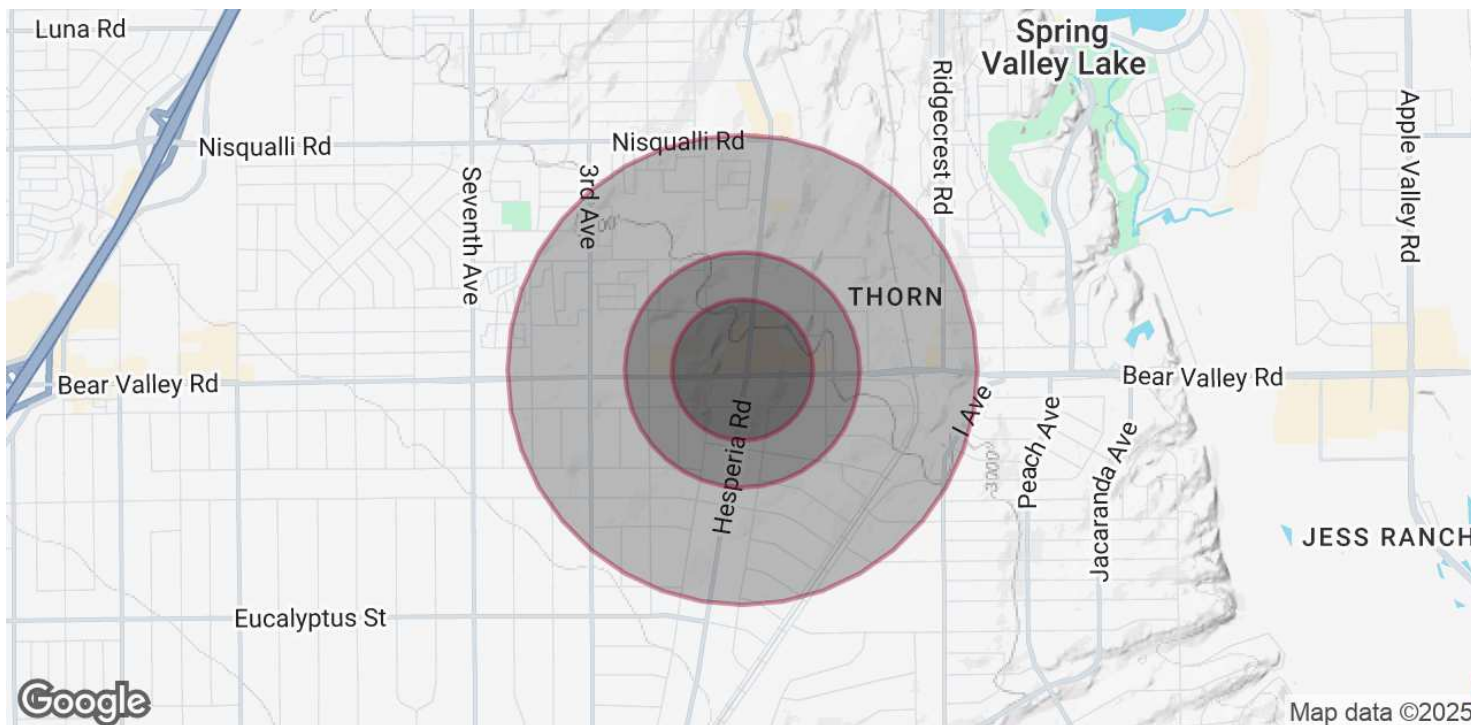 Luna Rd
Spring
Valley Lake
Nisqualli Rd
Nisqualli Rd
Ridgecrest Rd
Apple Valley Rd
Seventh Ave
3rd Ave
THORN
Bear Valley Rd
Bear Valley Rd
Hesperia Rd
I Ave
Peach Ave
Jacaranda Ave
3000
JESS RANCH
Eucalyptus St
Google
Map data ©2025